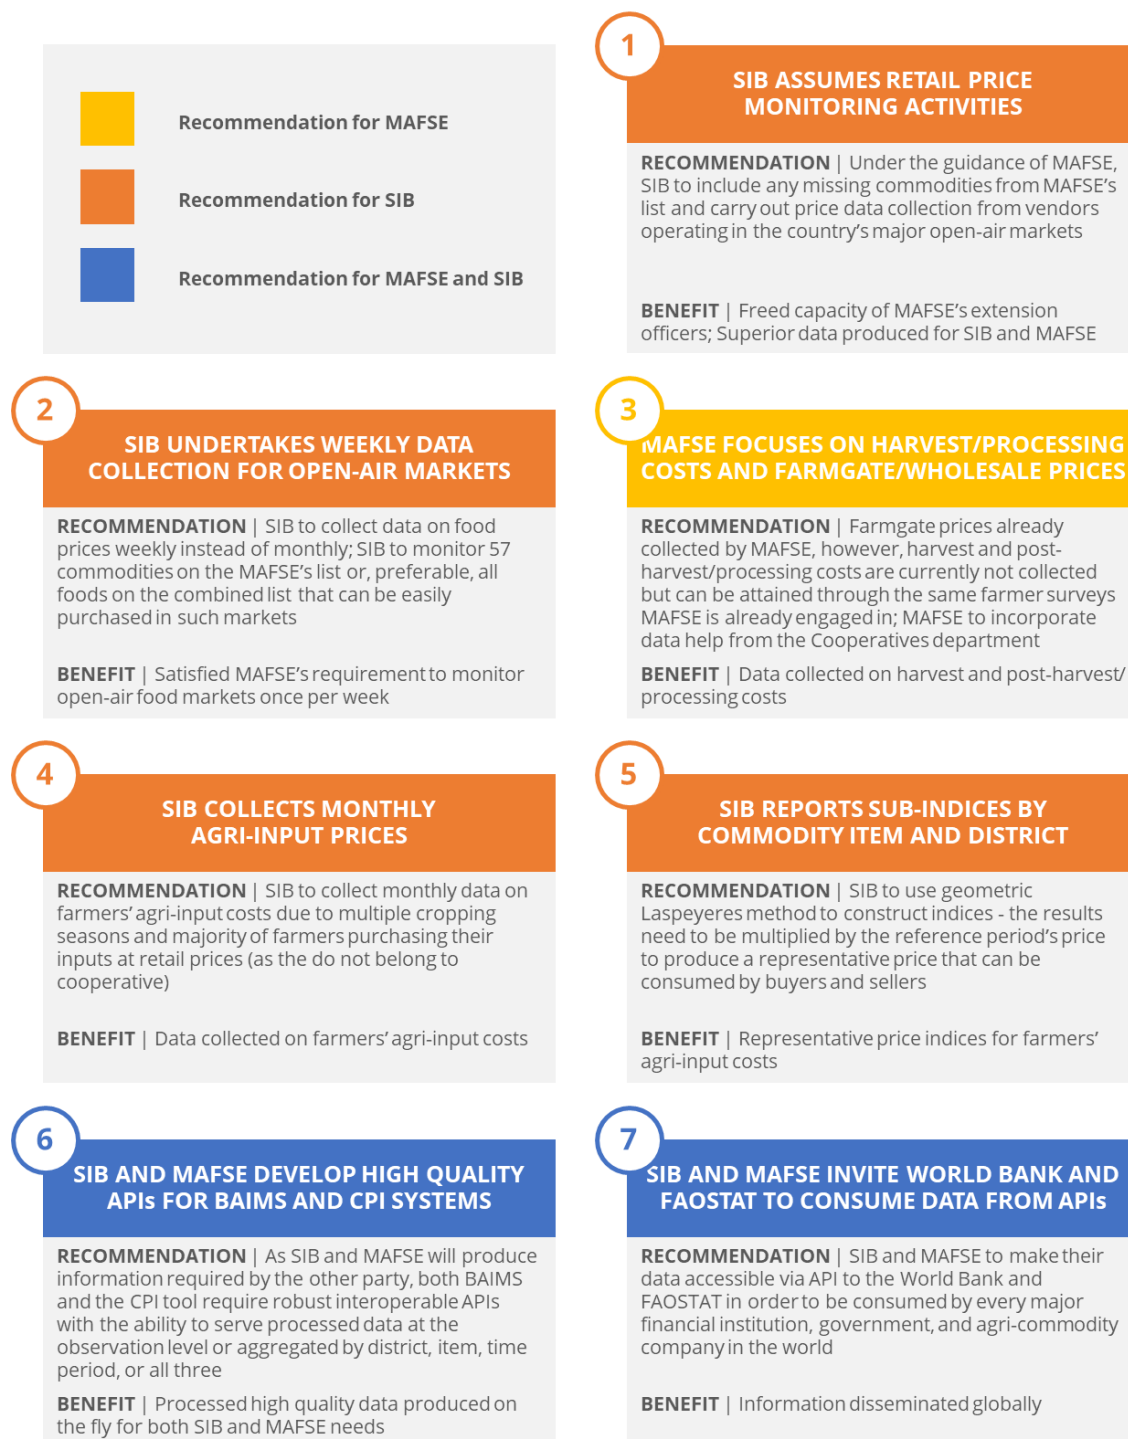 Recommendation for MAFSE
Recommendation for SIB
Recommendation for MAFSE and SIB
1
SIB ASSUMES RETAIL PRICE
MONITORING ACTIVITIES
RECOMMENDATION | Under the guidance of MAFSE,
SIB to include any missing commodities from MAFSE's
list and carry out price data collection from vendors
operating in the country's major open-air markets
BENEFIT | Freed capacity of MAFSE's extension
officers; Superior data produced for SIB and MAFSE
2
SIB UNDERTAKES WEEKLY DATA
COLLECTION FOR OPEN-AIR MARKETS
RECOMMENDATION | SIB to collect data on food
prices weekly instead of monthly; SIB to monitor 57
commodities on the MAFSE's list or, preferable, all
foods on the combined list that can be easily
purchased in such markets
BENEFIT | Satisfied MAFSE's requirement to monitor
open-air food markets once per week
3
MAFSE FOCUSES ON HARVEST/PROCESSING
COSTS AND FARMGATE/WHOLESALE PRICES
RECOMMENDATION | Farmgate prices already
collected by MAFSE, however, harvest and post-
harvest/processing costs are currently not collected
but can be attained through the same farmer surveys
MAFSE is already engaged in; MAFSE to incorporate
data help from the Cooperatives department
BENEFIT | Data collected on harvest and post-harvest/
processing costs
4
SIB COLLECTS MONTHLY
AGRI-INPUT PRICES
RECOMMENDATION | SIB to collect monthly data on
farmers' agri-input costs due to multiple cropping
seasons and majority of farmers purchasing their
inputs at retail prices (as the do not belong to
cooperative)
BENEFIT | Data collected on farmers' agri-input costs
5
SIB REPORTS SUB-INDICES BY
COMMODITY ITEM AND DISTRICT
RECOMMENDATION | SIB to use geometric
Laspeyeres method to construct indices - the results
need to be multiplied by the reference period's price
to produce a representative price that can be
consumed by buyers and sellers
BENEFIT | Representative price indices for farmers'
agri-input costs
6
SIB AND MAFSE DEVELOP HIGH QUALITY
APIs FOR BAIMS AND CPI SYSTEMS
RECOMMENDATION | As SIB and MAFSE will produce
information required by the other party, both BAIMS
and the CPI tool require robust interoperable APIs
with the ability to serve processed data at the
observation level or aggregated by district, item, time
period, or all three
BENEFIT | Processed high quality data produced on
the fly for both SIB and MAFSE needs
7
SIB AND MAFSE INVITE WORLD BANK AND
FAOSTAT TO CONSUME DATA FROM APIs
RECOMMENDATION | SIB and MAFSE to make their
data accessible via API to the World Bank and
FAOSTAT in order to be consumed by every major
financial institution, government, and agri-commodity
company in the world
BENEFIT | Information disseminated globally